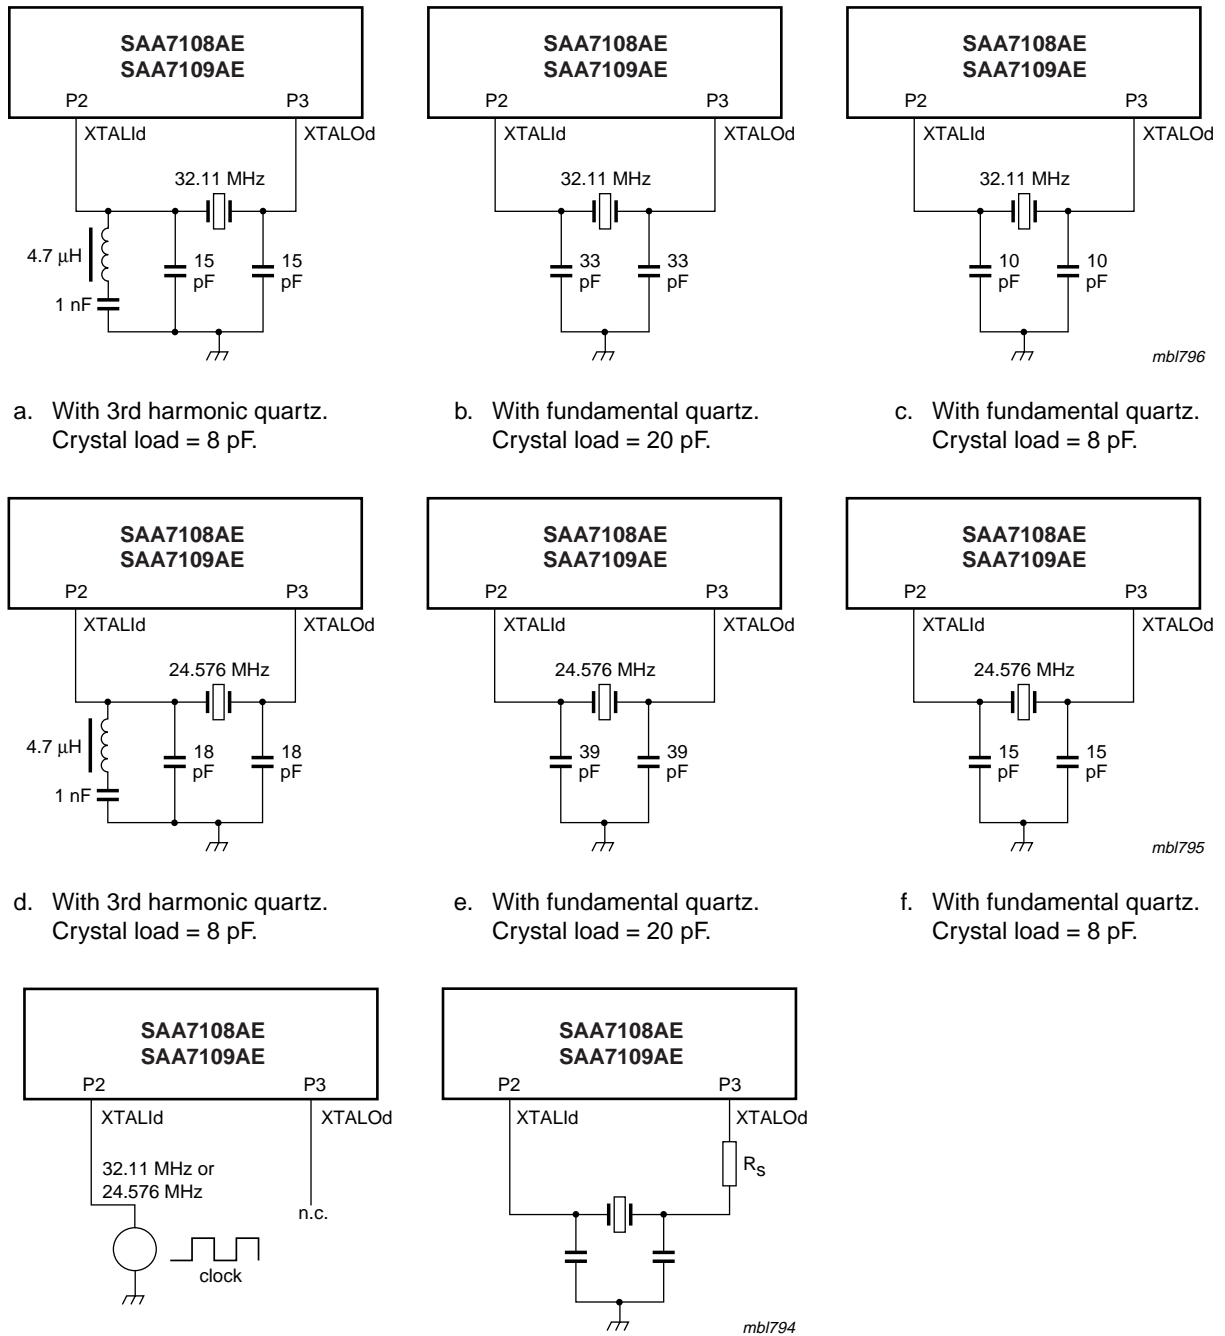 SAA7108AE
SAA7109AE
P2
P3
XTALId
XTALOd
32.11 MHz
4.7 μH
15
pF
15
pF
1 nF
SAA7108AE
SAA7109AE
P2
P3
XTALId
XTALOd
32.11 MHz
33
pF
33
pF
SAA7108AE
SAA7109AE
P2
P3
XTALId
XTALOd
32.11 MHz
10
pF
10
pF
mbl796
a. With 3rd harmonic quartz.
Crystal load = 8 pF.
b. With fundamental quartz.
Crystal load = 20 pF.
c. With fundamental quartz.
Crystal load = 8 pF.
SAA7108AE
SAA7109AE
P2
P3
XTALId
XTALOd
24.576 MHz
4.7 μH
18
pF
18
pF
1 nF
SAA7108AE
SAA7109AE
P2
P3
XTALId
XTALOd
24.576 MHz
39
pF
39
pF
SAA7108AE
SAA7109AE
P2
P3
XTALId
XTALOd
24.576 MHz
15
pF
15
pF
mbl795
d. With 3rd harmonic quartz.
Crystal load = 8 pF.
e. With fundamental quartz.
Crystal load = 20 pF.
f. With fundamental quartz.
Crystal load = 8 pF.
SAA7108AE
SAA7109AE
P2
P3
XTALId
XTALOd
32.11 MHz or
24.576 MHz
n.c.
clock
SAA7108AE
SAA7109AE
P2
P3
XTALId
XTALOd
Rs
mbl794